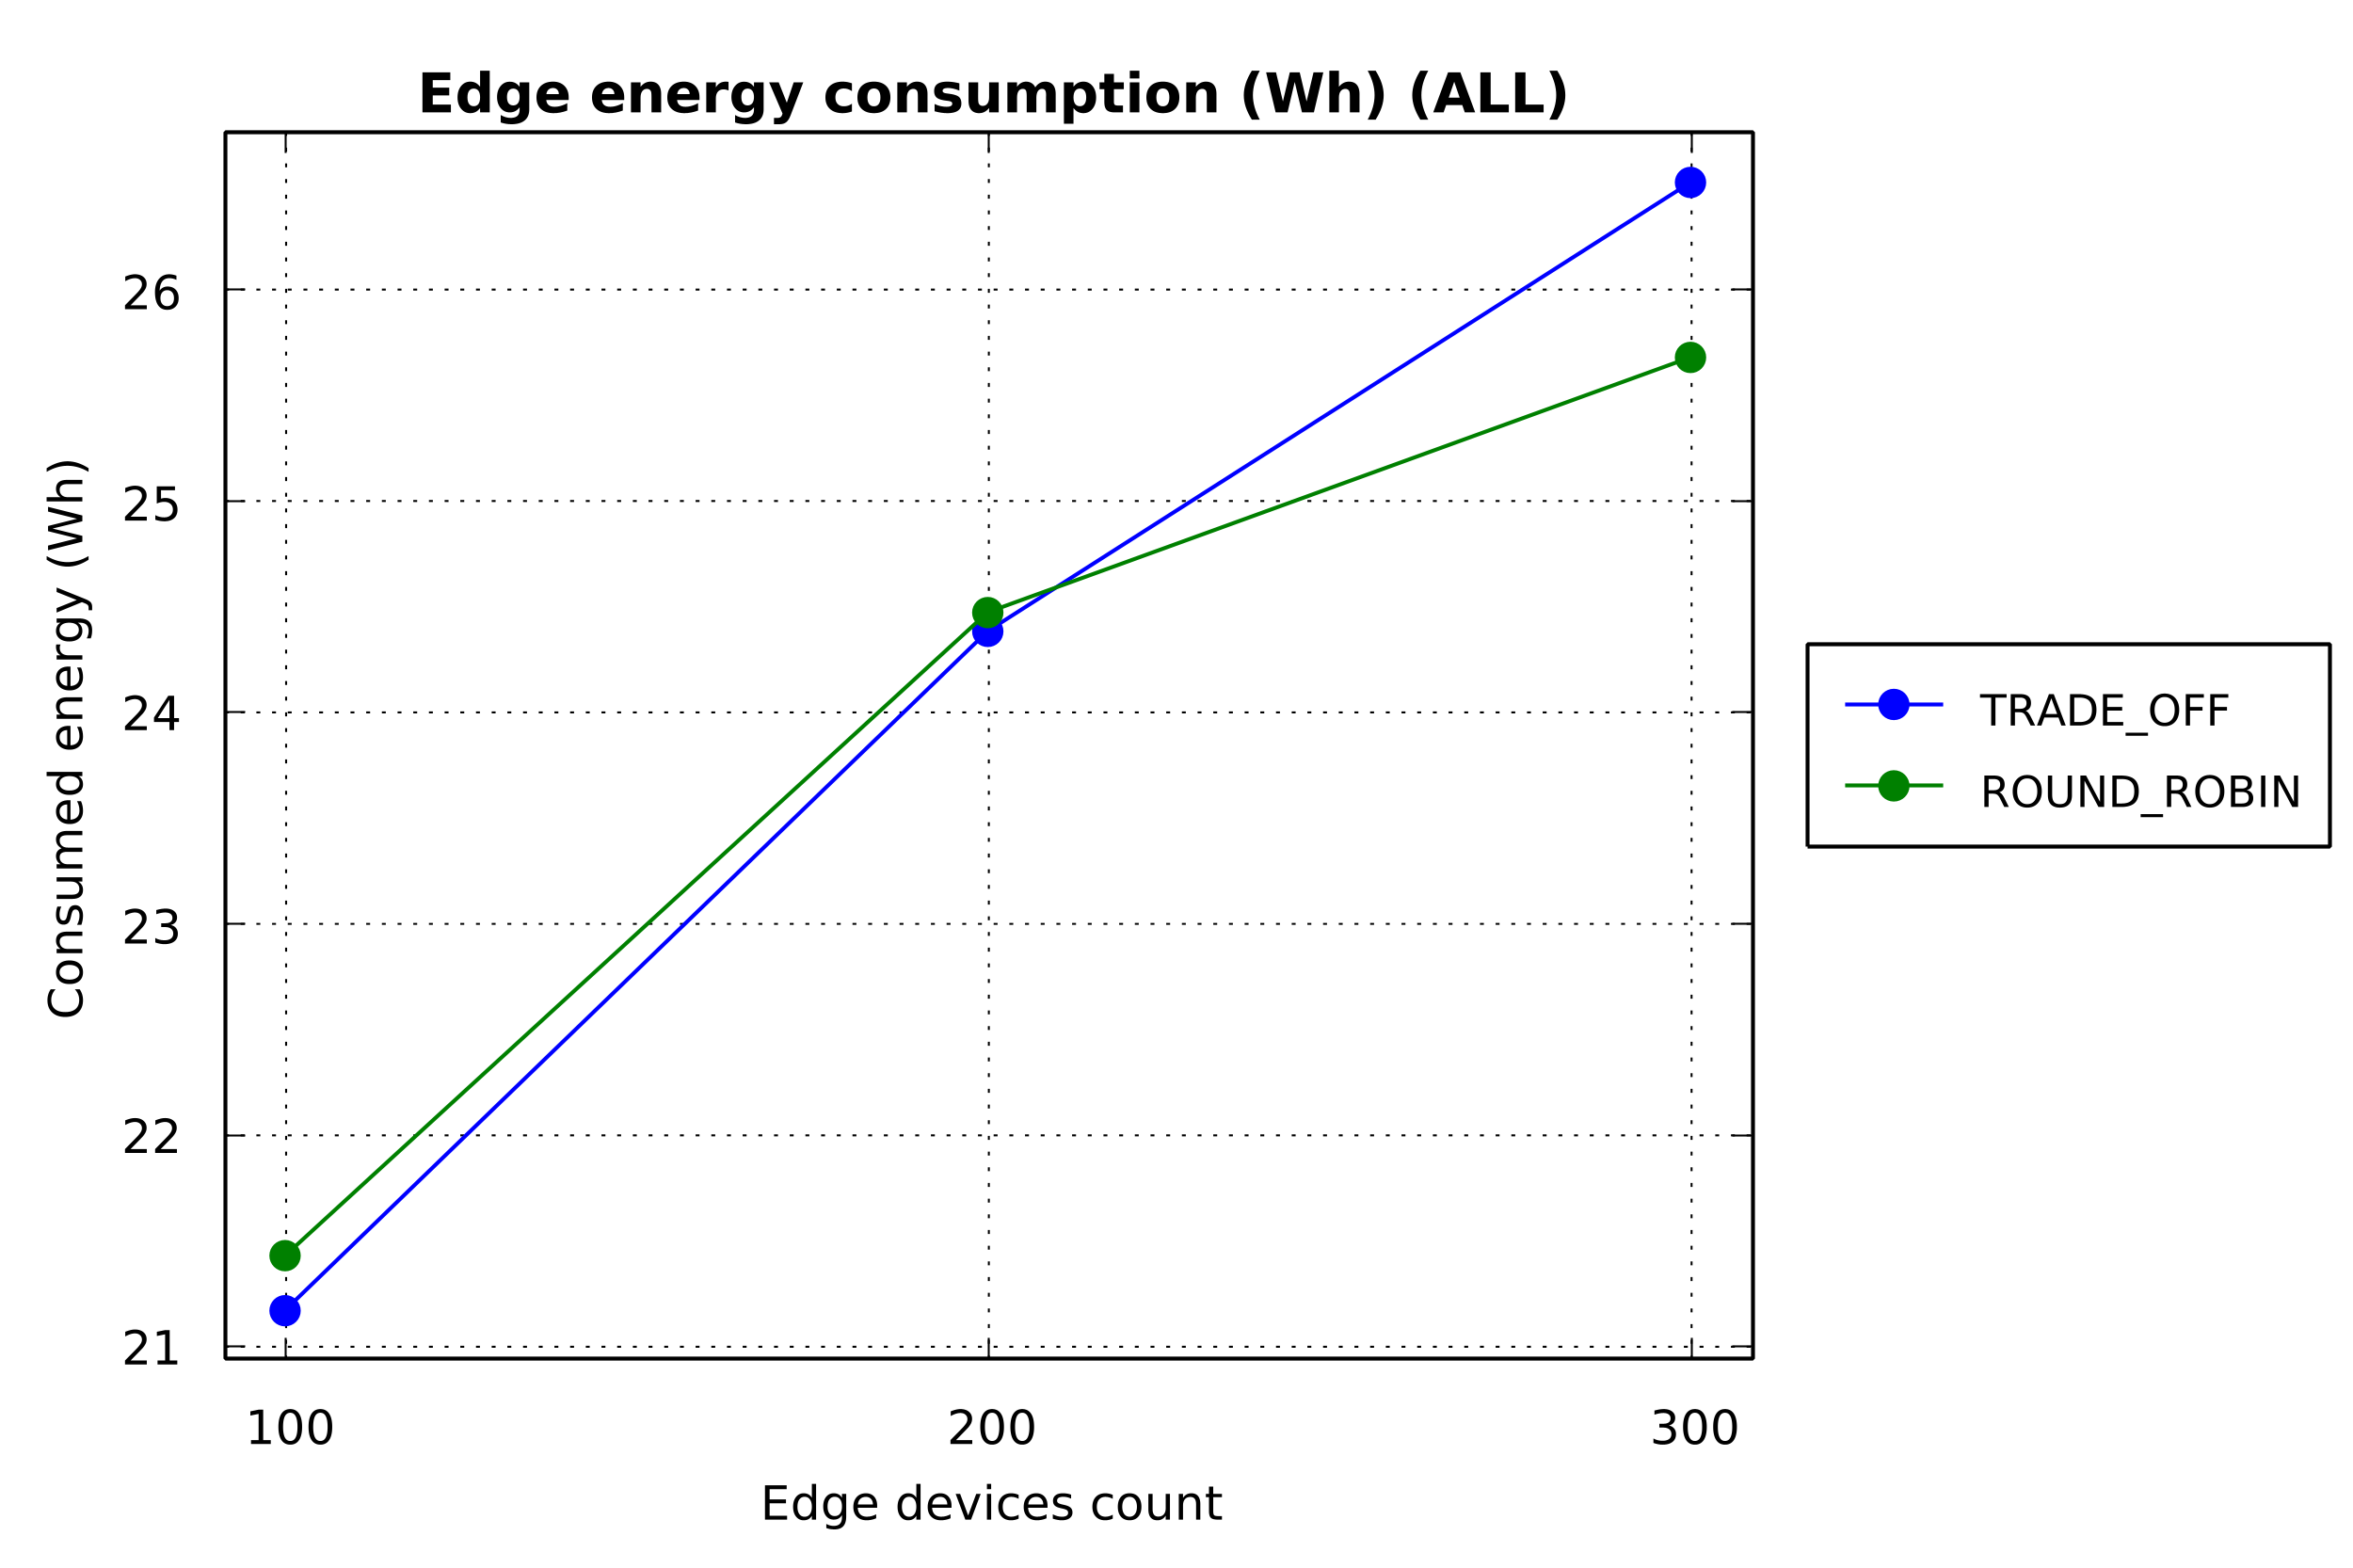 Edge energy consumption (Wh) (ALL)
Consumed energy (Wh)
26
25
24
23
22
21
100
200
300
Edge devices count
TRADE_OFF
ROUND_ROBIN